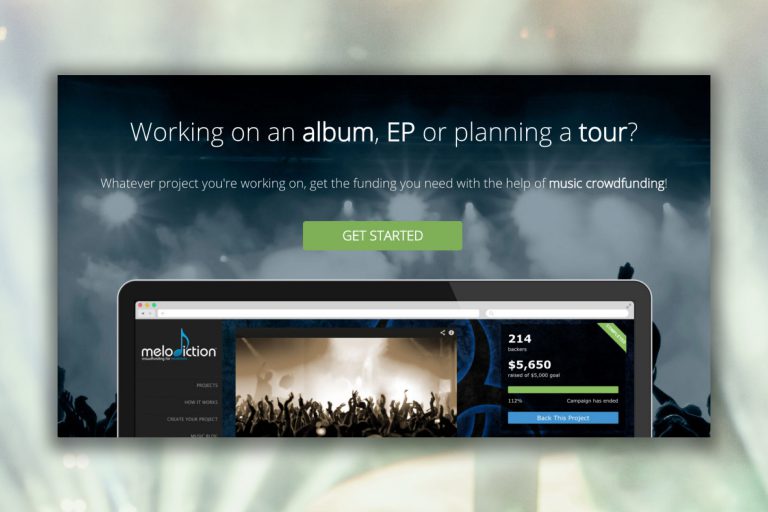 Working on an album, EP or planning a tour?
Whatever project you're working on, get the funding you need with the help of music crowdfunding!
GET STARTED
melodiction
crowdfunding for
214
backers
$5,650
raised of $5,000 goal
112% Campaign has ended
Back This Project
PROJECTS
HOW IT WORKS
CREATE YOUR PROJECT
MUSIC BLOG